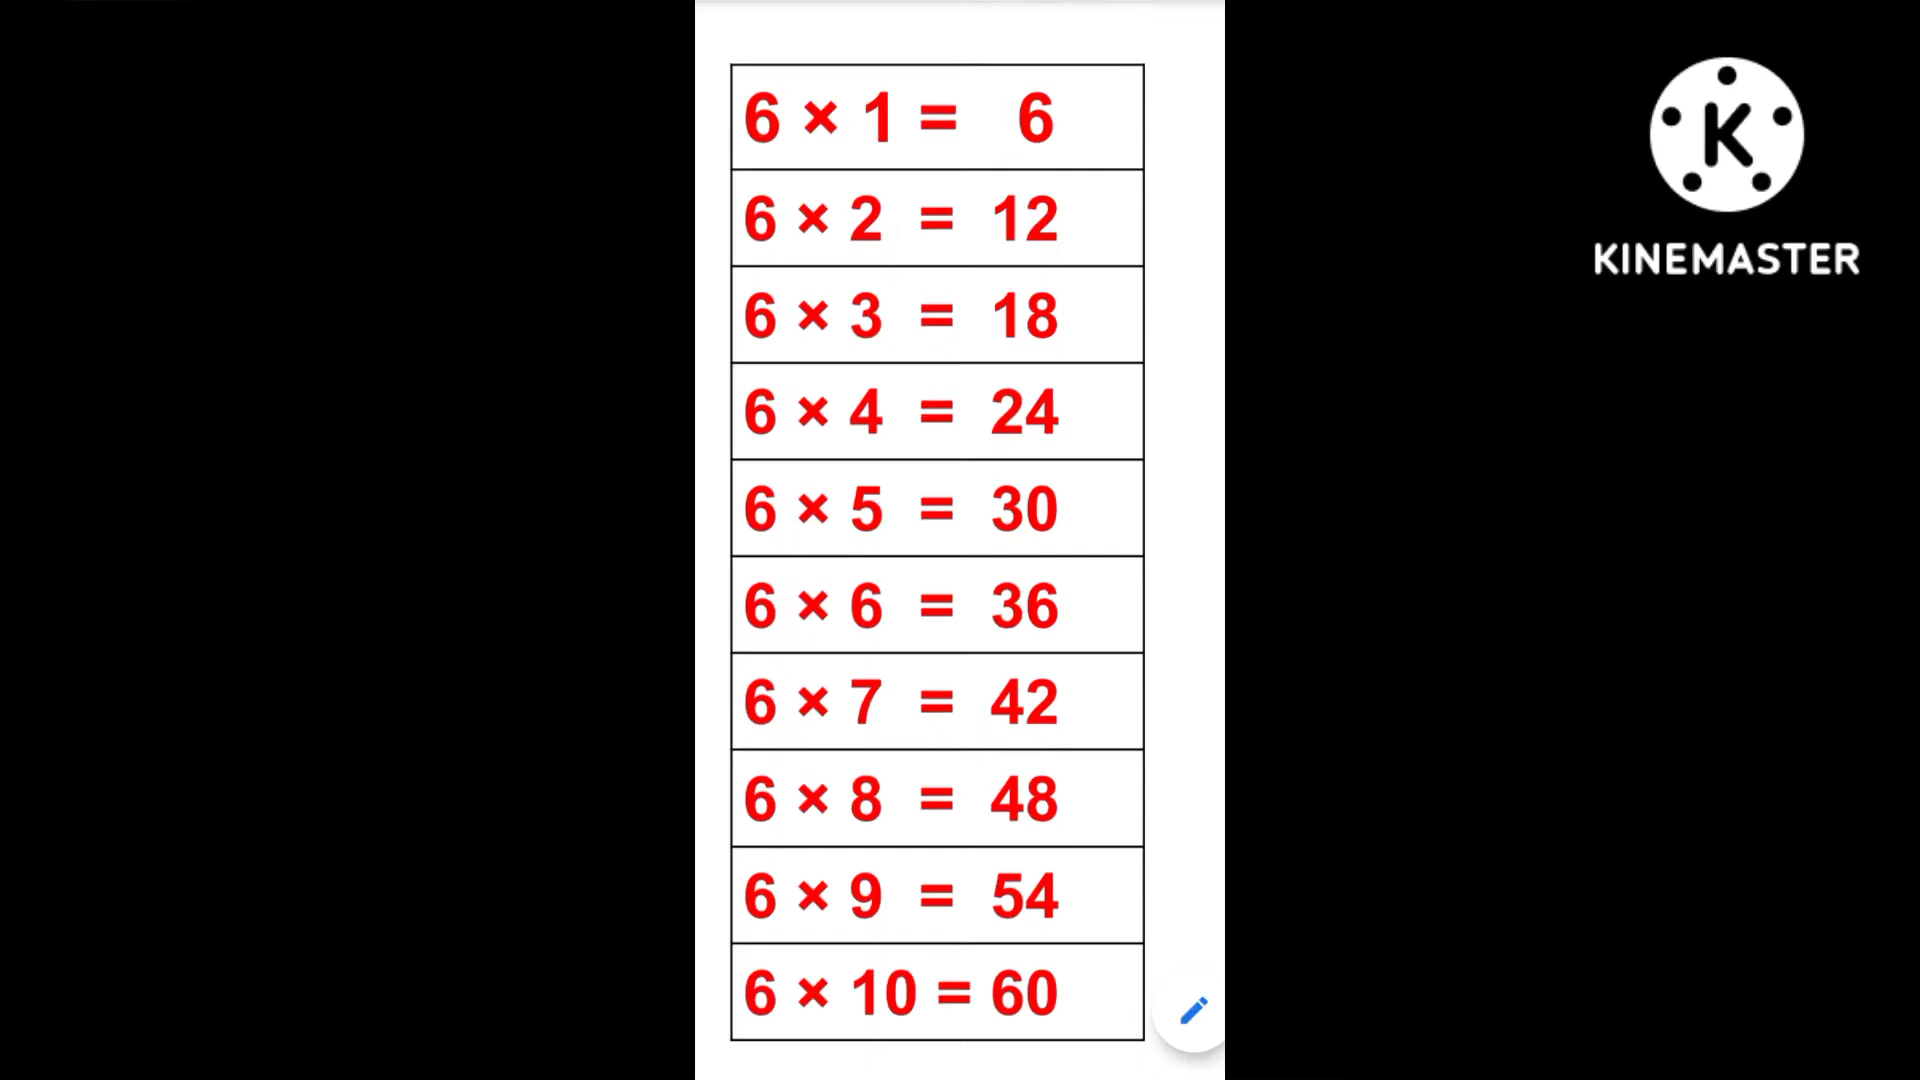 6 × 1 = 6
6 × 2 = 12
6 × 3 = 18
6 × 4 = 24
6 × 5 = 30
6 × 6 = 36
6 × 7 = 42
6 × 8 = 48
6 × 9 = 54
6 × 10 = 60
K
KINEMASTER